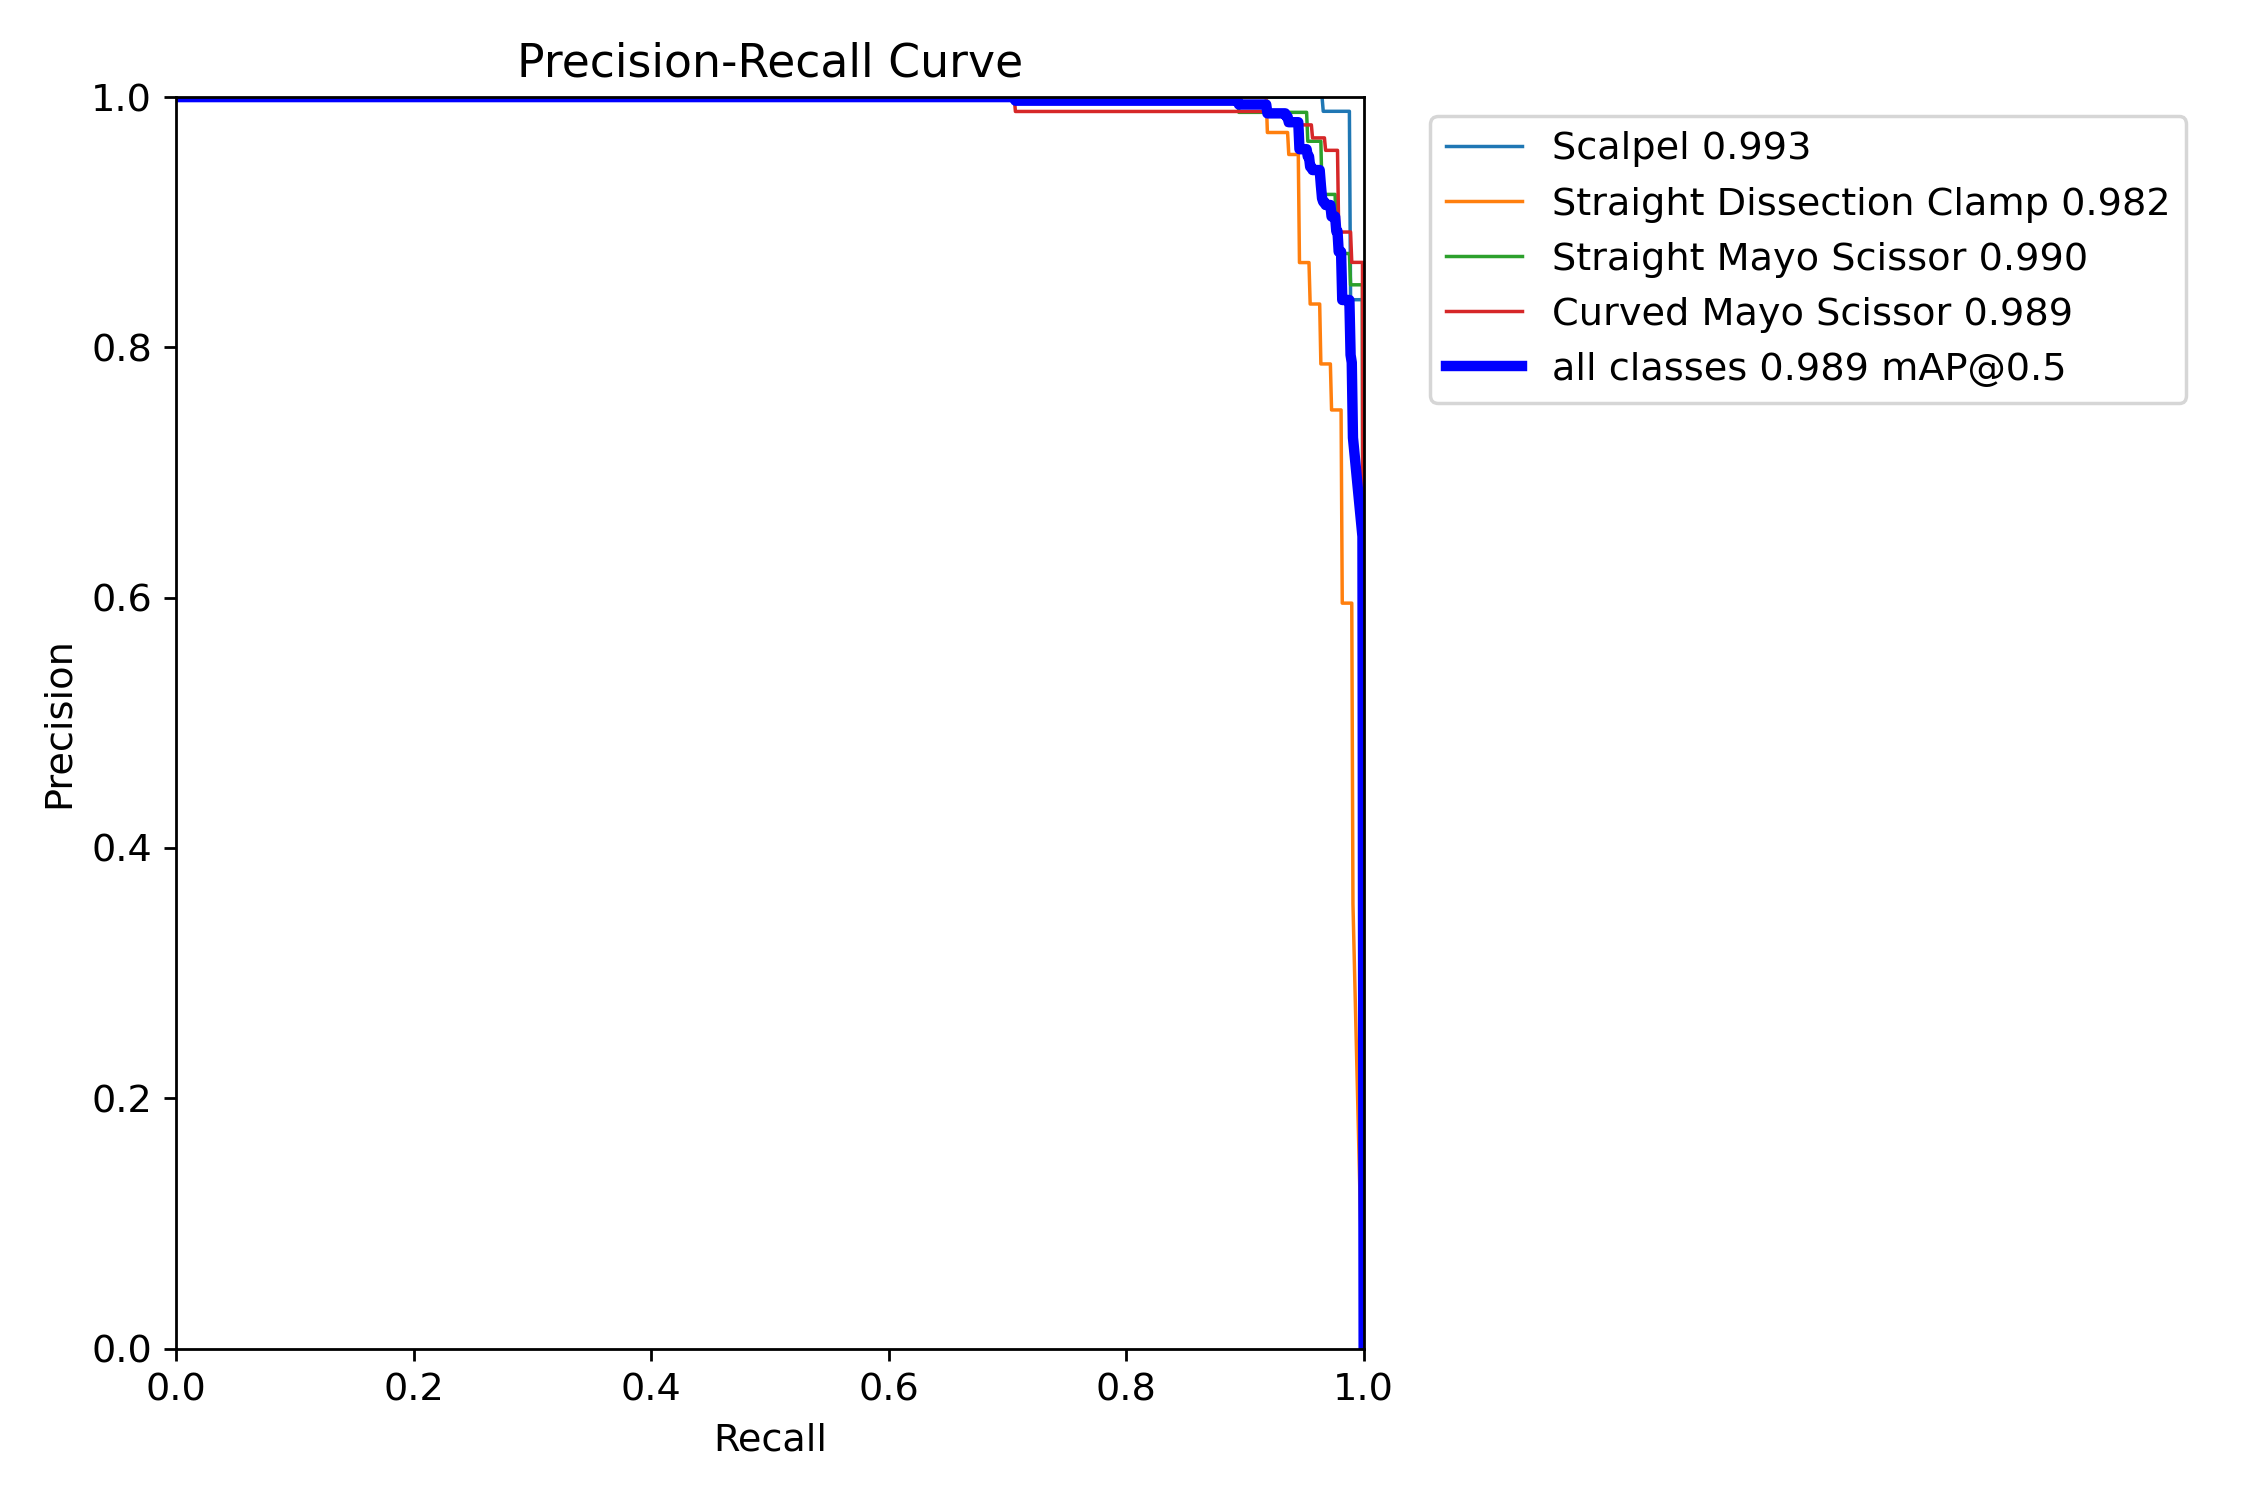 Precision-Recall Curve
1.0
0.8
0.6
0.4
0.2
0.0
Precision
0.0 0.2 0.4 0.6 0.8 1.0
Recall
Scalpel 0.993
Straight Dissection Clamp 0.982
Straight Mayo Scissor 0.990
Curved Mayo Scissor 0.989
all classes 0.989 mAP@0.5